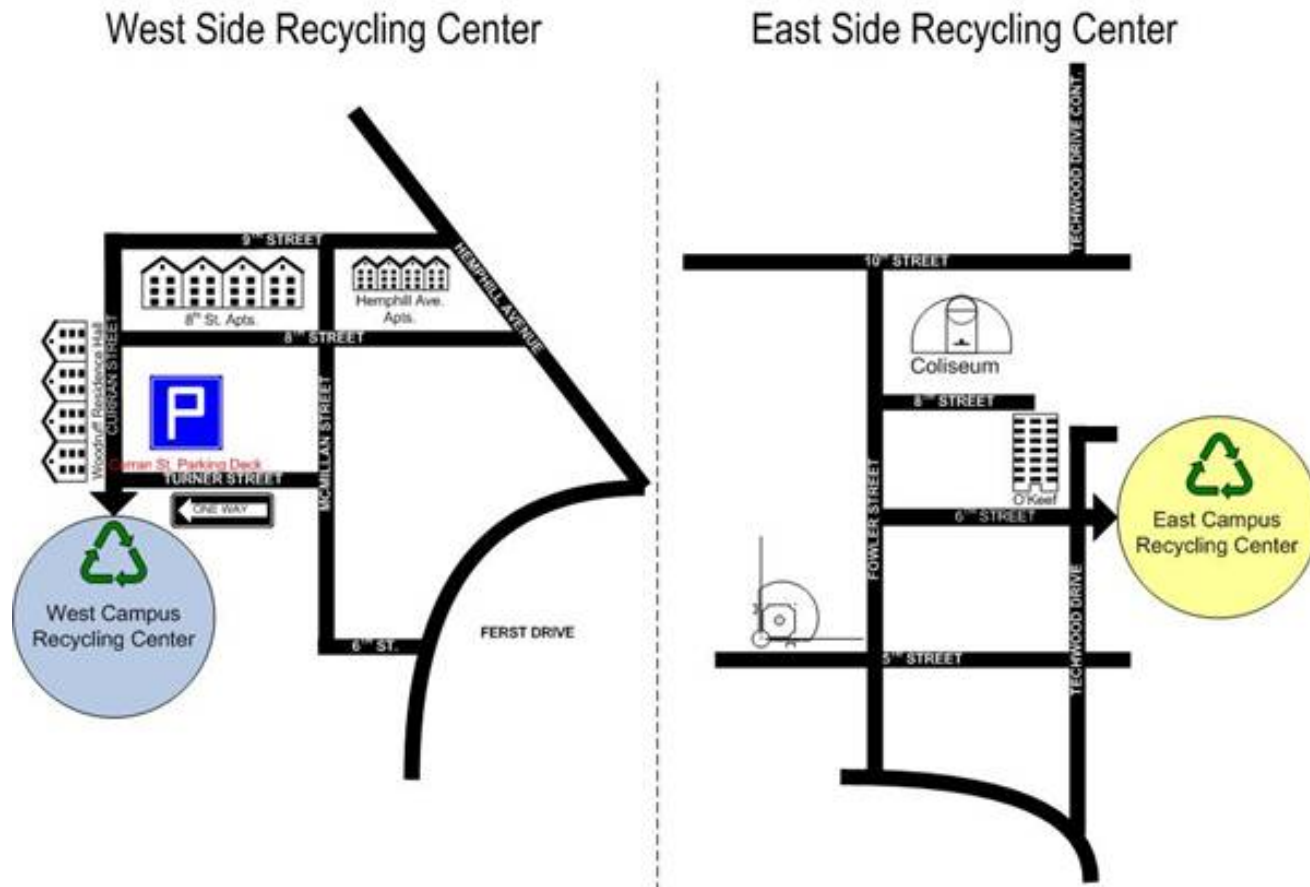 West Side Recycling Center
East Side Recycling Center
9TH STREET
HEMPHILL AVENUE
8th St. Apts.
Hemphill Ave.
Apts.
8TH STREET
Woodruff Residence Hall
CURRAN STREET
P
Curran St. Parking Deck
TURNER STREET
MCMILLAN STREET
ONE WAY
West Campus
Recycling Center
6TH ST.
FERST DRIVE
TECHWOOD DRIVE CONT.
10th STREET
Coliseum
8TH STREET
O'Keef
FOWLER STREET
6TH STREET
East Campus
Recycling Center
TECHWOOD DRIVE
5TH STREET